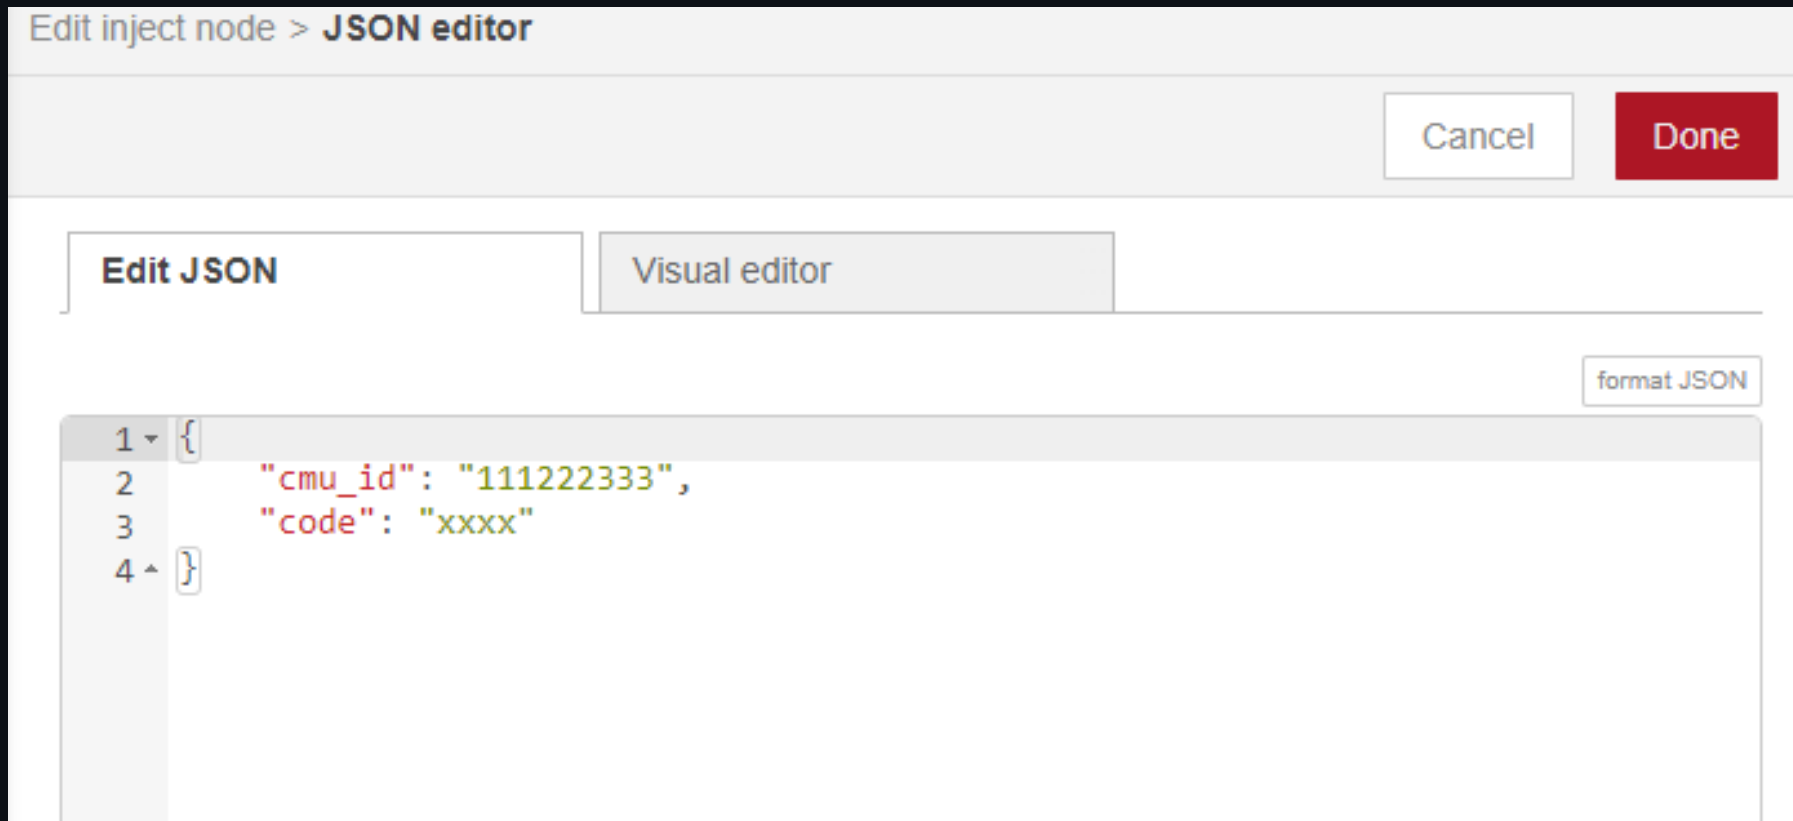 Edit inject node > JSON editor
Cancel
Done
Edit JSON
Visual editor
format JSON
1 {
2 "cmu_id": "111222333",
3 "code": "xxxx"
4 }